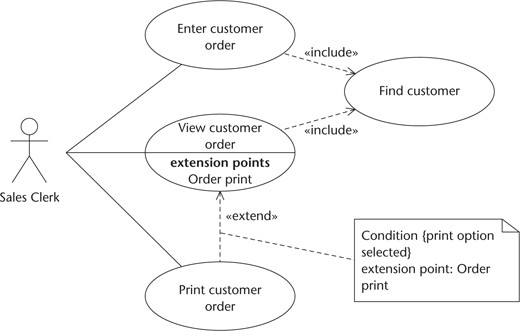 Enter customer
order
«include»
Find customer
View customer
order
«include»
extension points
Order print
Sales Clerk
«extend»
Condition {print option
selected}
extension point: Order
print
Print customer
order